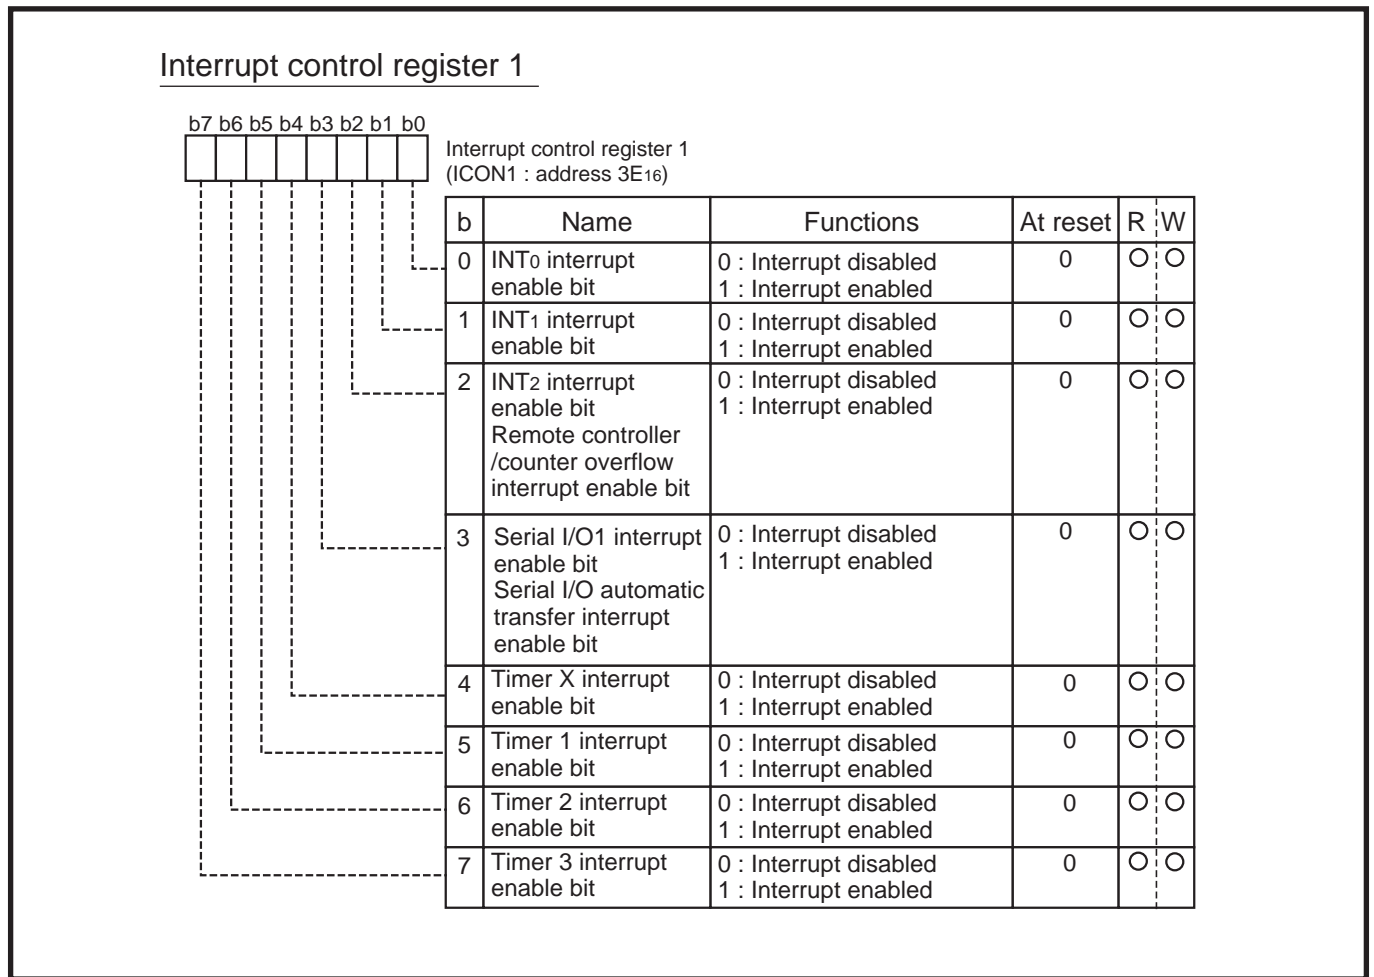 Interrupt control register 1
b7 b6 b5 b4 b3 b2 b1 b0
Interrupt control register 1
(ICON1 : address 3E16)
b Name Functions At reset R W
0 INT0 interrupt enable bit 0 : Interrupt disabled 0 ○ ○
1 : Interrupt enabled
1 INT1 interrupt enable bit 0 : Interrupt disabled 0 ○ ○
1 : Interrupt enabled
2 INT2 interrupt enable bit 0 : Interrupt disabled 0 ○ ○
1 : Interrupt enabled
Remote controller
/counter overflow
interrupt enable bit
3 Serial I/O1 interrupt enable bit 0 : Interrupt disabled 0 ○ ○
1 : Interrupt enabled
Serial I/O automatic
transfer interrupt
enable bit
4 Timer X interrupt enable bit 0 : Interrupt disabled 0 ○ ○
1 : Interrupt enabled
5 Timer 1 interrupt enable bit 0 : Interrupt disabled 0 ○ ○
1 : Interrupt enabled
6 Timer 2 interrupt enable bit 0 : Interrupt disabled 0 ○ ○
1 : Interrupt enabled
7 Timer 3 interrupt enable bit 0 : Interrupt disabled 0 ○ ○
1 : Interrupt enabled